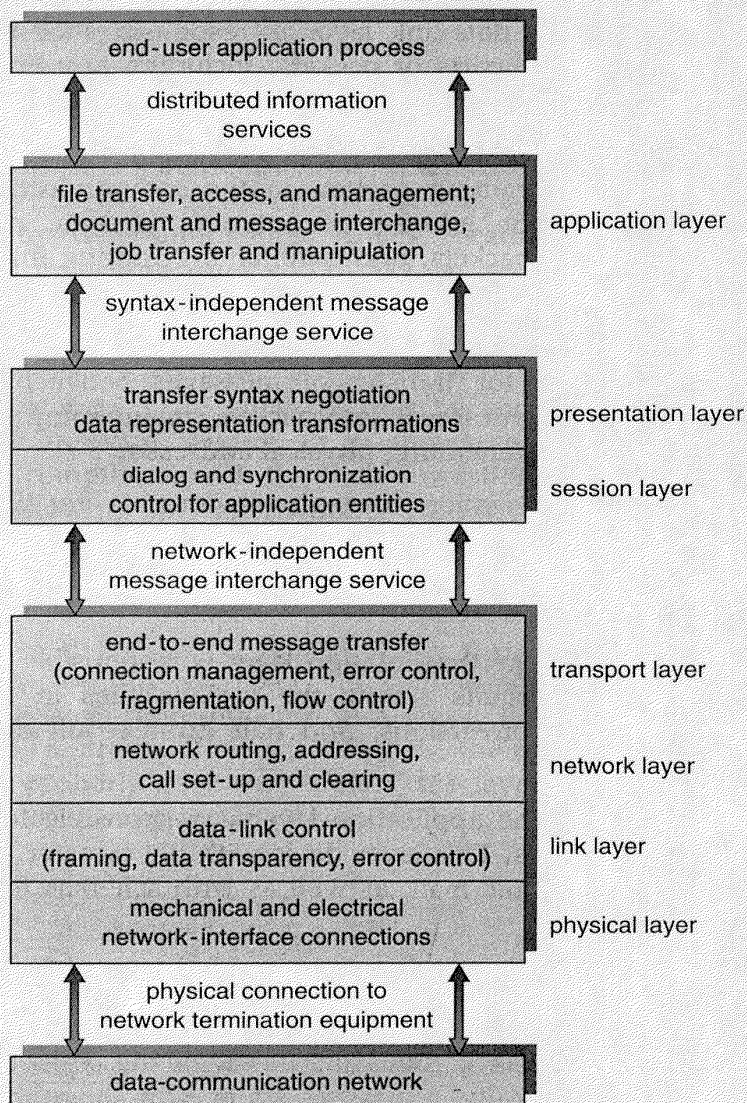 end-user application process
distributed information
services
file transfer, access, and management;
document and message interchange,
job transfer and manipulation
application layer
syntax-independent message
interchange service
transfer syntax negotiation
data representation transformations
presentation layer
dialog and synchronization
control for application entities
session layer
network-independent
message interchange service
end-to-end message transfer
(connection management, error control,
fragmentation, flow control)
transport layer
network routing, addressing,
call set-up and clearing
network layer
data-link control
(framing, data transparency, error control)
link layer
mechanical and electrical
network-interface connections
physical layer
physical connection to
network termination equipment
data-communication network